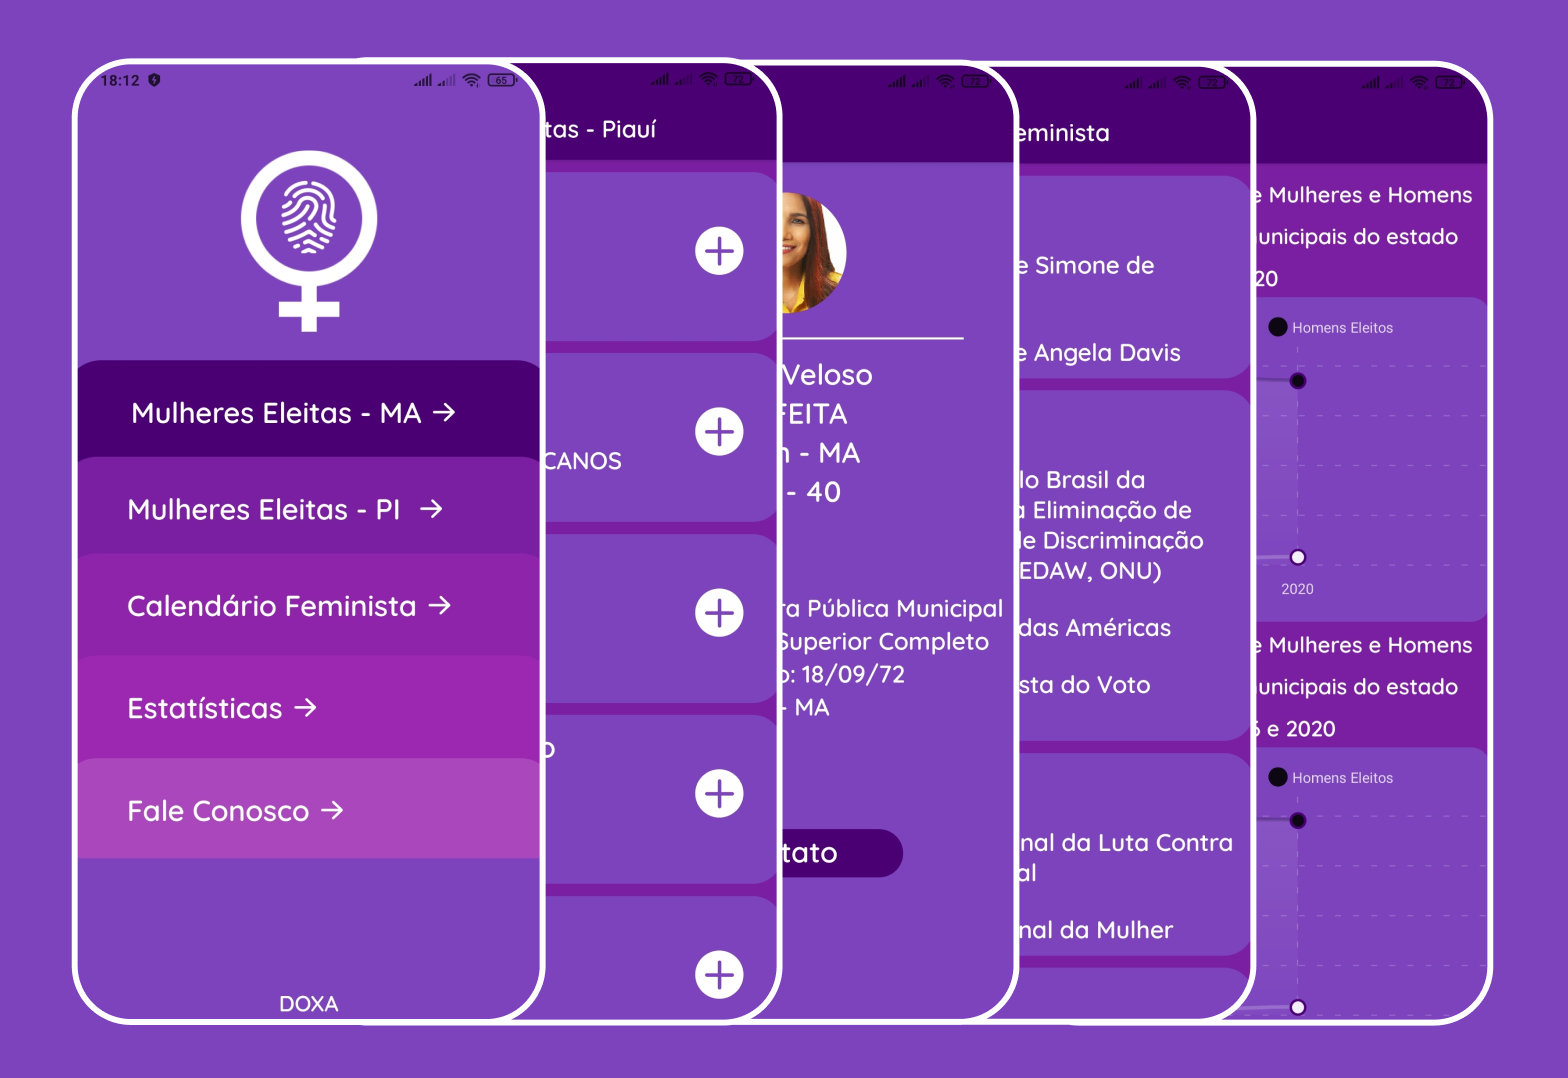 18:12
65
Mulheres Eleitas - MA →
Mulheres Eleitas - PI →
Calendário Feminista →
Estatísticas →
Fale Conosco →
DOXA
72
tas - Piauí
CANOS
o
72
Veloso
FEITA
- MA
- 40
ra Pública Municipal
Superior Completo
o: 18/09/72
- MA
tato
72
eminista
e Simone de
e Angela Davis
lo Brasil da
a Eliminação de
le Discriminação
EDAW, ONU)
das Américas
sta do Voto
nal da Luta Contra
al
nal da Mulher
72
e Mulheres e Homens
unicipais do estado
20
Homens Eleitos
2020
e Mulheres e Homens
unicipais do estado
6 e 2020
Homens Eleitos